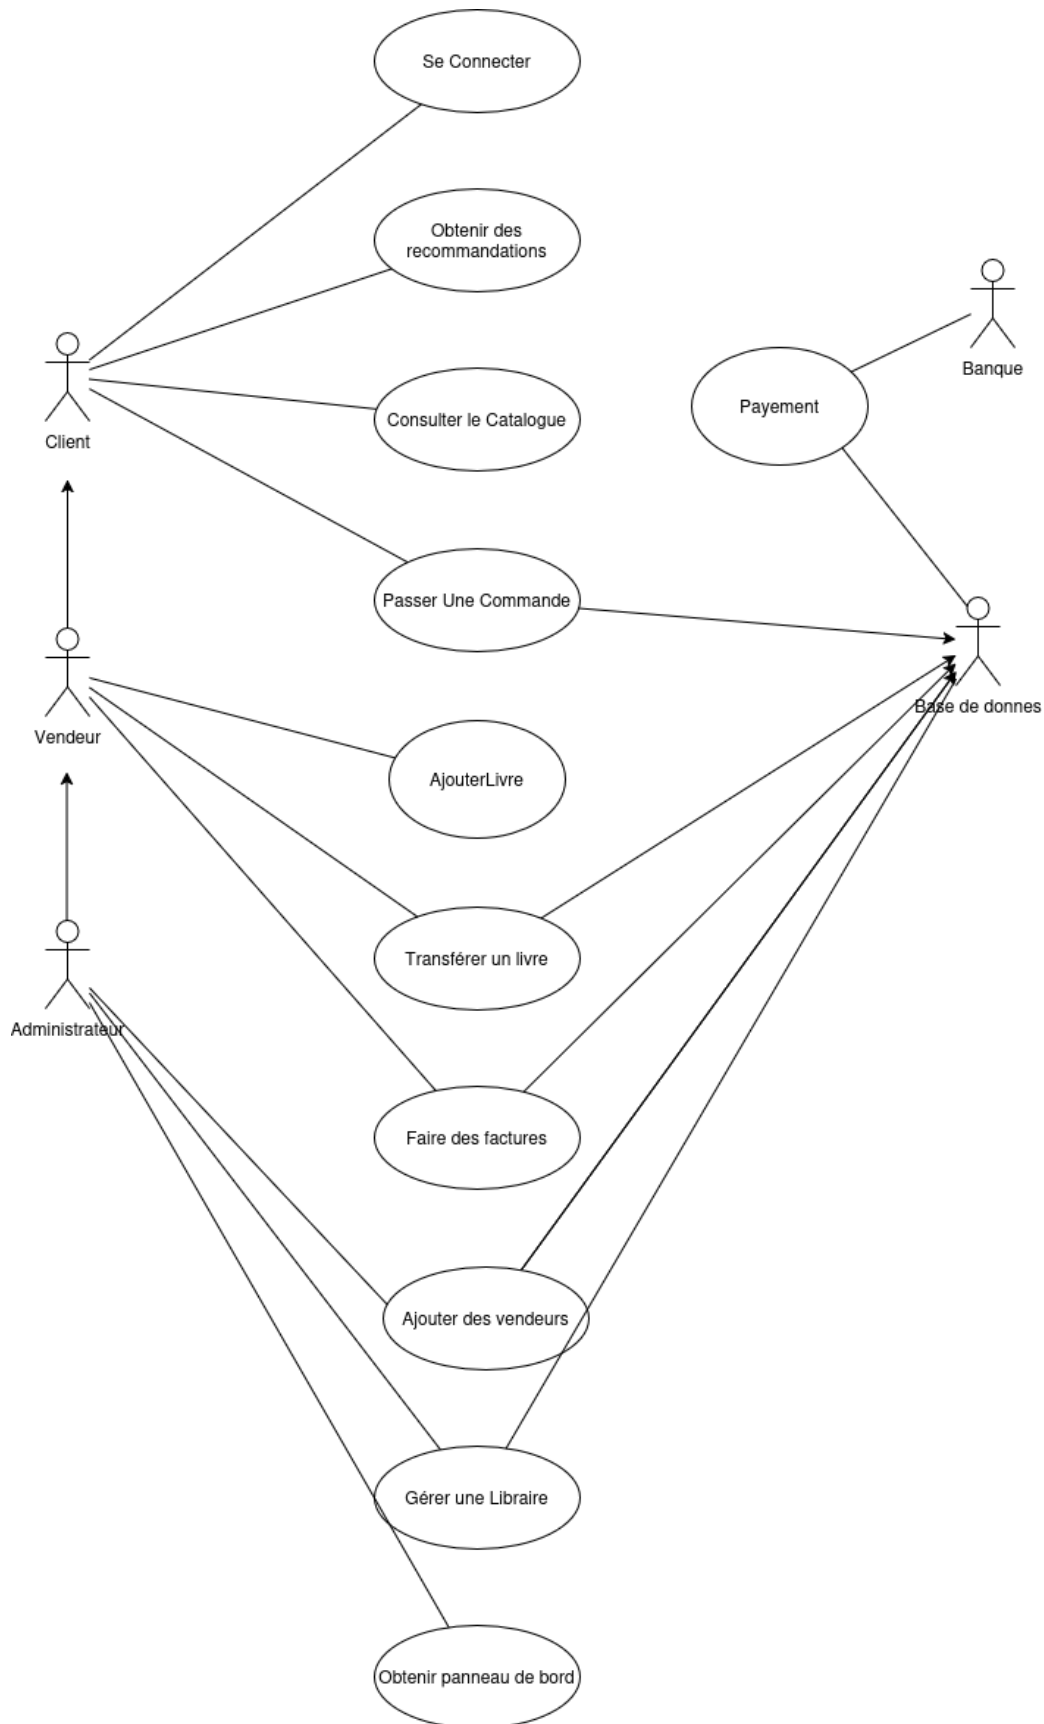 Se Connecter
Obtenir des
recommandations
Banque
Client
Consulter le Catalogue
Payement
Passer Une Commande
Base de donnes
Vendeur
AjouterLivre
Transférer un livre
Administrateur
Faire des factures
Ajouter des vendeurs
Gérer une Libraire
Obtenir panneau de bord